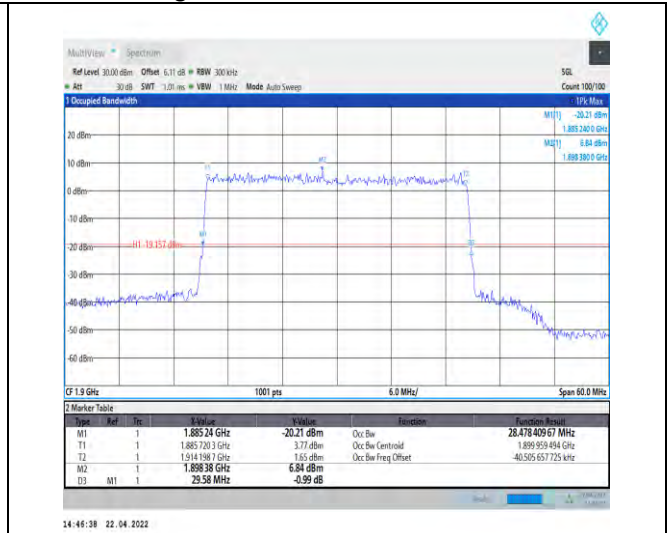 MultiView Spectrum
Ref Level 30.00 dBm Offset 6.11 dB RBW 300 kHz SGL
Att 30 dB SWT 1.01 ms VBW 1 MHz Mode Auto Sweep Count 100/100
1 Occupied Bandwidth 1Pk Max
M1[1] -20.21 dBm
1.885 240 0 GHz
20 dBm
M2[1] 6.84 dBm
1.898 380 0 GHz
10 dBm
T1 M2 T2
0 dBm
-10 dBm
M1
-20 dBm H1 -19.157 dBm D3
-30 dBm
-40 dBm
-50 dBm
-60 dBm
CF 1.9 GHz 1001 pts 6.0 MHz/ Span 60.0 MHz
2 Marker Table
Type Ref Trc X-Value Y-Value Function Function Result
M1 1 1.885 24 GHz -20.21 dBm Occ Bw 28.478 409 67 MHz
T1 1 1.885 720 3 GHz 3.77 dBm Occ Bw Centroid 1.899 959 494 GHz
T2 1 1.914 198 7 GHz 1.65 dBm Occ Bw Freq Offset -40.505 657 725 kHz
M2 1 1.898 38 GHz 6.84 dBm
D3 M1 1 29.58 MHz -0.99 dB
14:46:38 22.04.2022